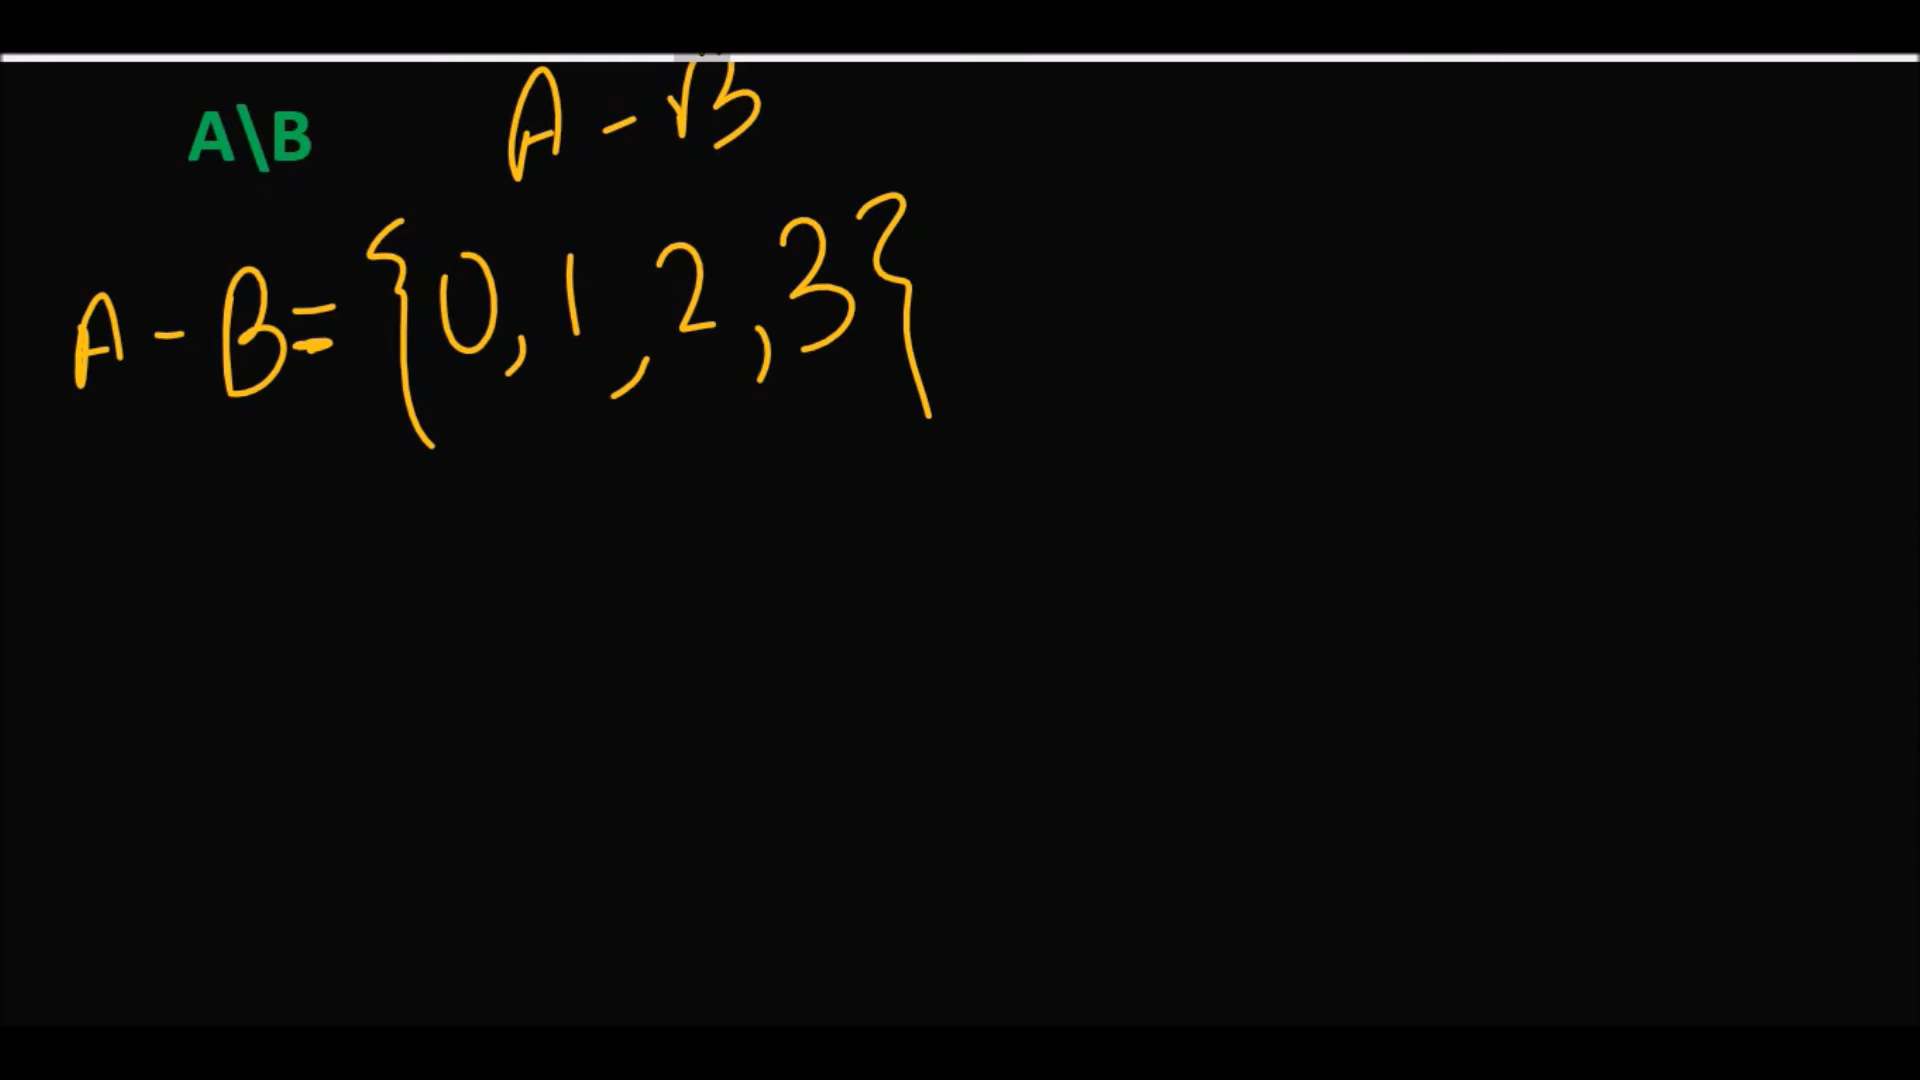 A\B A - B
A - B = {0, 1, 2, 3}